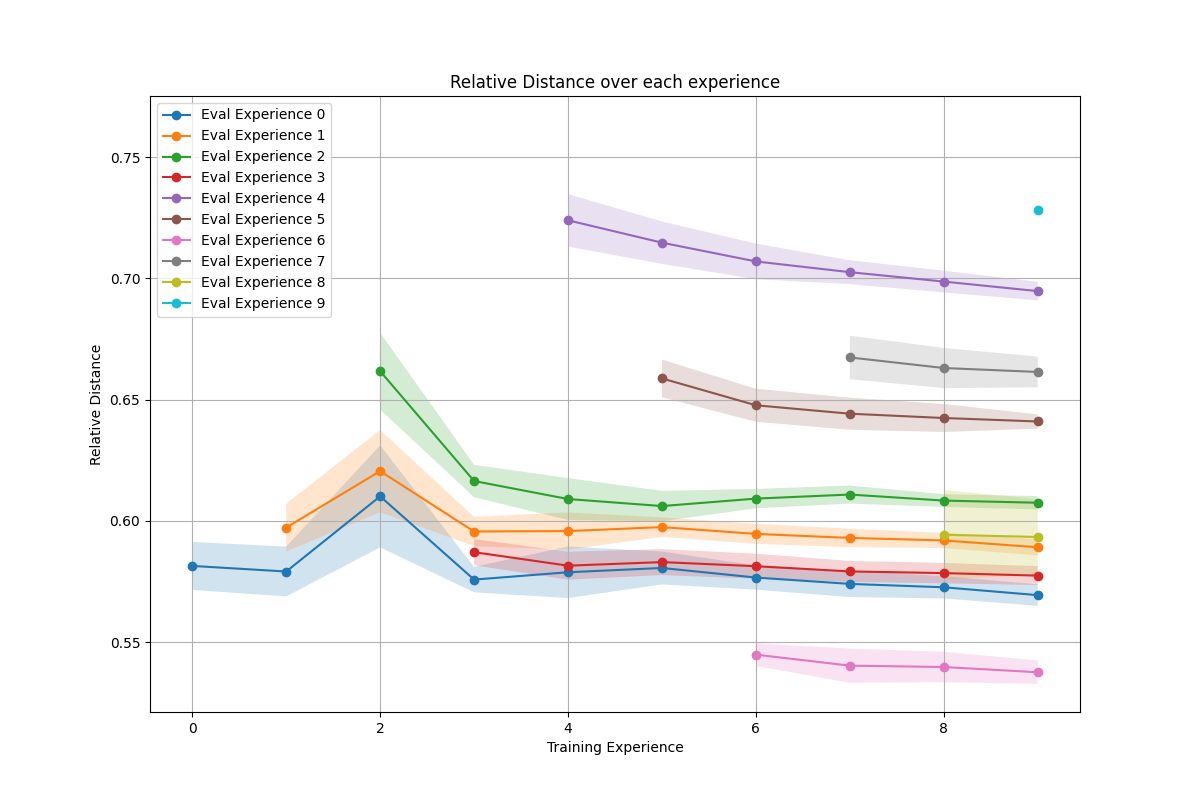 Relative Distance over each experience
Eval Experience 0
Eval Experience 1
Eval Experience 2
Eval Experience 3
Eval Experience 4
Eval Experience 5
Eval Experience 6
Eval Experience 7
Eval Experience 8
Eval Experience 9
0.75
0.70
0.65
0.60
0.55
Relative Distance
0
2
4
6
8
Training Experience